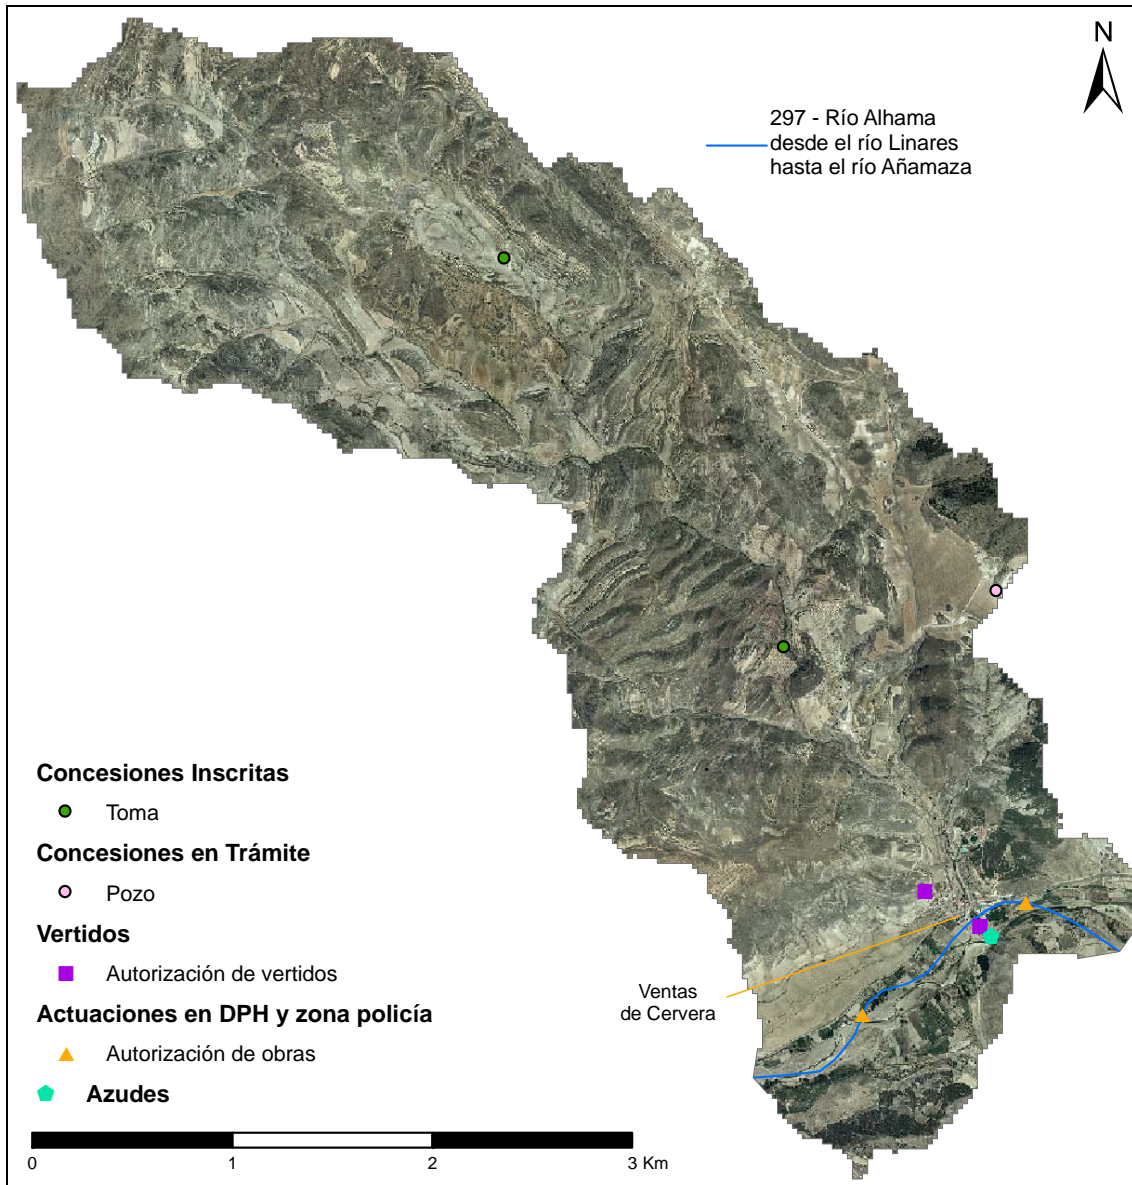 N
297 - Río Alhama
desde el río Linares
hasta el río Añamaza
Concesiones Inscritas
Toma
Concesiones en Trámite
Pozo
Vertidos
Autorización de vertidos
Actuaciones en DPH y zona policía
Autorización de obras
Azudes
Ventas
de Cervera
0 1 2 3 Km